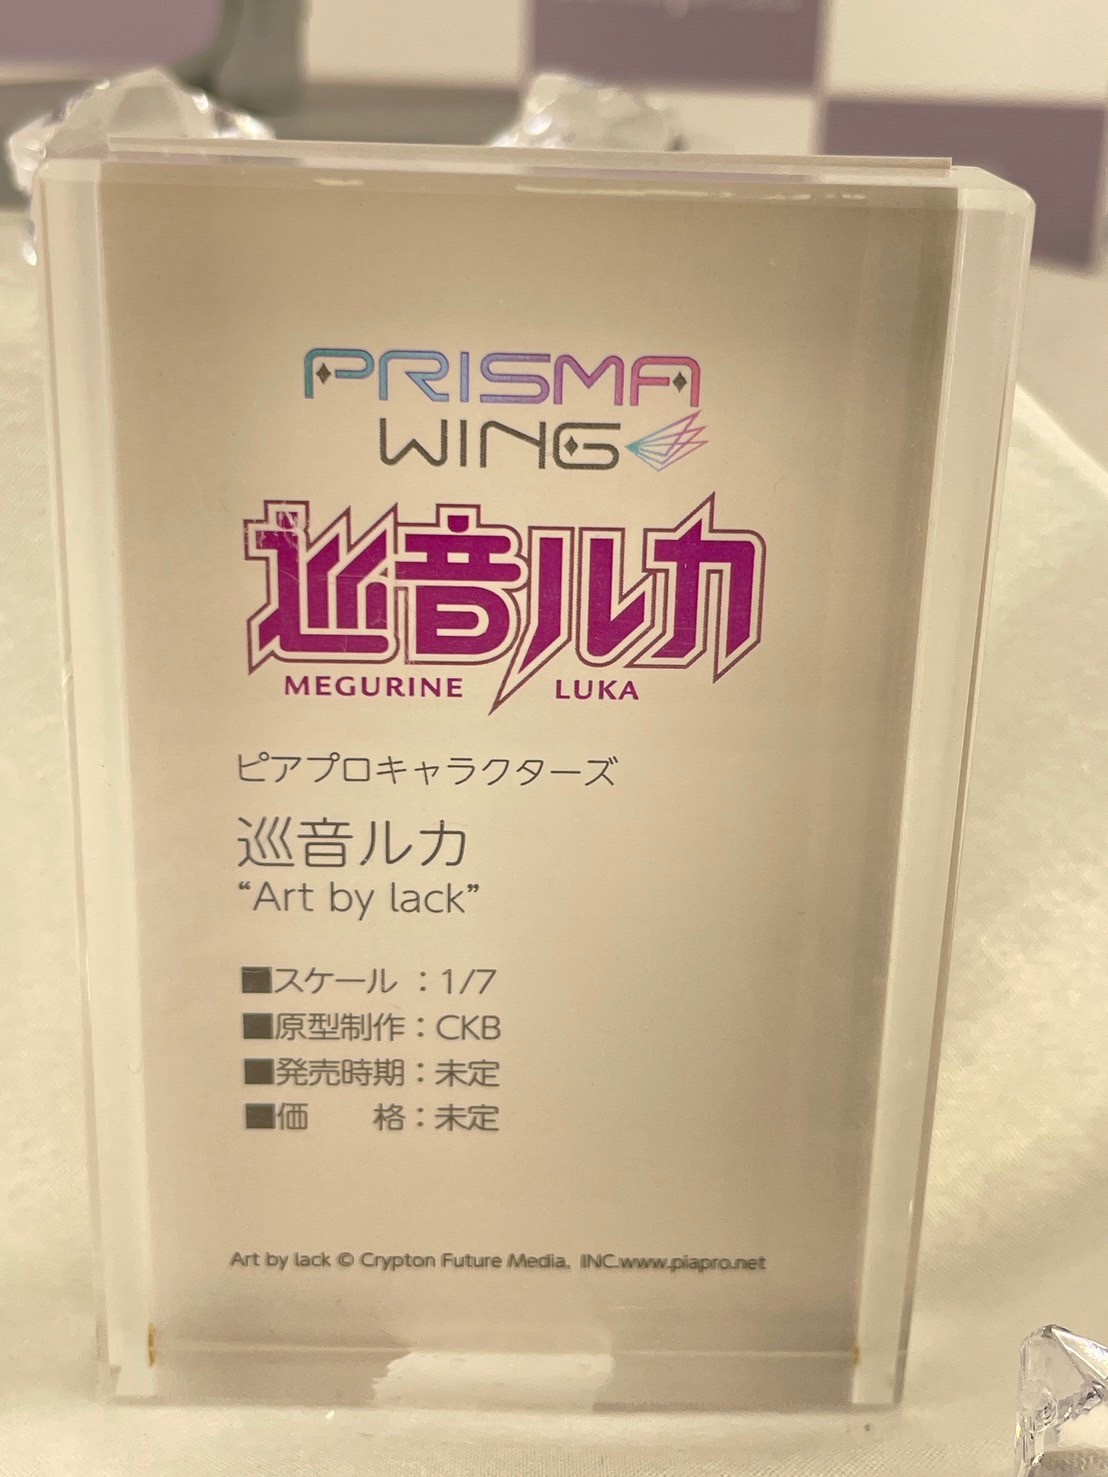 PRISMA
WING
巡音ルカ
MEGURINE LUKA
ピアプロキャラクターズ
巡音ルカ
“Art by lack”
■スケール ：1/7
■原型制作：CKB
■発売時期：未定
■価　　格：未定
Art by lack © Crypton Future Media, INC.www.piapro.net